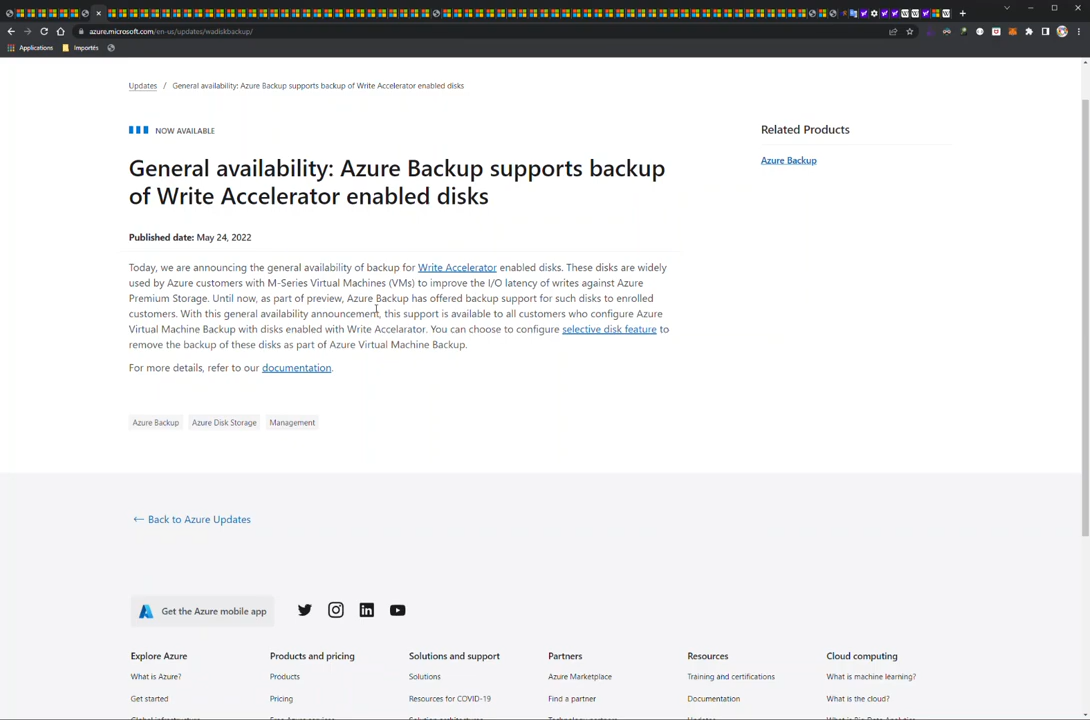 azure.microsoft.com/en-us/updates/wadiskbackup/
Applications Importés
Updates / General availability: Azure Backup supports backup of Write Accelerator enabled disks
NOW AVAILABLE
Related Products
General availability: Azure Backup supports backup
of Write Accelerator enabled disks
Azure Backup
Published date: May 24, 2022
Today, we are announcing the general availability of backup for Write Accelerator enabled disks. These disks are widely
used by Azure customers with M-Series Virtual Machines (VMs) to improve the I/O latency of writes against Azure
Premium Storage. Until now, as part of preview, Azure Backup has offered backup support for such disks to enrolled
customers. With this general availability announcement, this support is available to all customers who configure Azure
Virtual Machine Backup with disks enabled with Write Accelarator. You can choose to configure selective disk feature to
remove the backup of these disks as part of Azure Virtual Machine Backup.
For more details, refer to our documentation.
Azure Backup Azure Disk Storage Management
← Back to Azure Updates
Get the Azure mobile app
Explore Azure Products and pricing Solutions and support Partners Resources Cloud computing
What is Azure? Products Solutions Azure Marketplace Training and certifications What is machine learning?
Get started Pricing Resources for COVID-19 Find a partner Documentation What is the cloud?